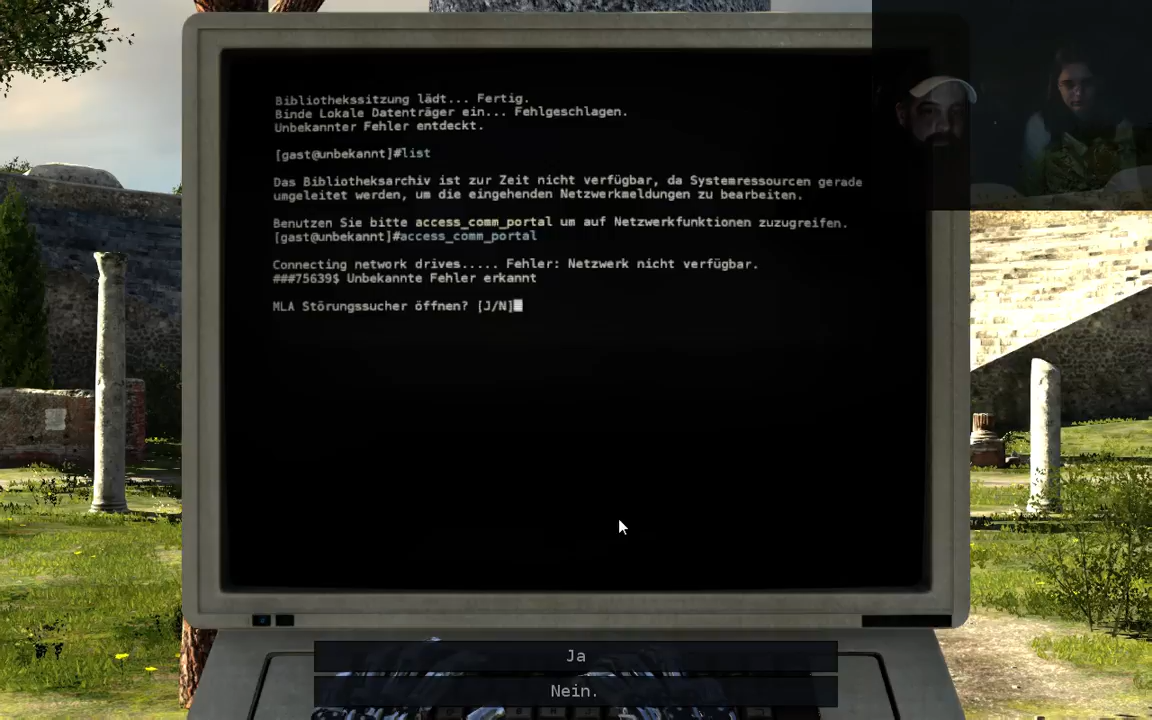 Bibliothekssitzung lädt... Fertig.
Binde Lokale Datenträger ein... Fehlgeschlagen.
Unbekannter Fehler entdeckt.
[gast@unbekannt]#list
Das Bibliotheksarchiv ist zur Zeit nicht verfügbar, da Systemressourcen gerade
umgeleitet werden, um die eingehenden Netzwerkmeldungen zu bearbeiten.
Benutzen Sie bitte access_comm_portal um auf Netzwerkfunktionen zuzugreifen.
[gast@unbekannt]#access_comm_portal
Connecting network drives..... Fehler: Netzwerk nicht verfügbar.
###75639$ Unbekannte Fehler erkannt
MLA Störungssucher öffnen? [J/N]
Ja
Nein.